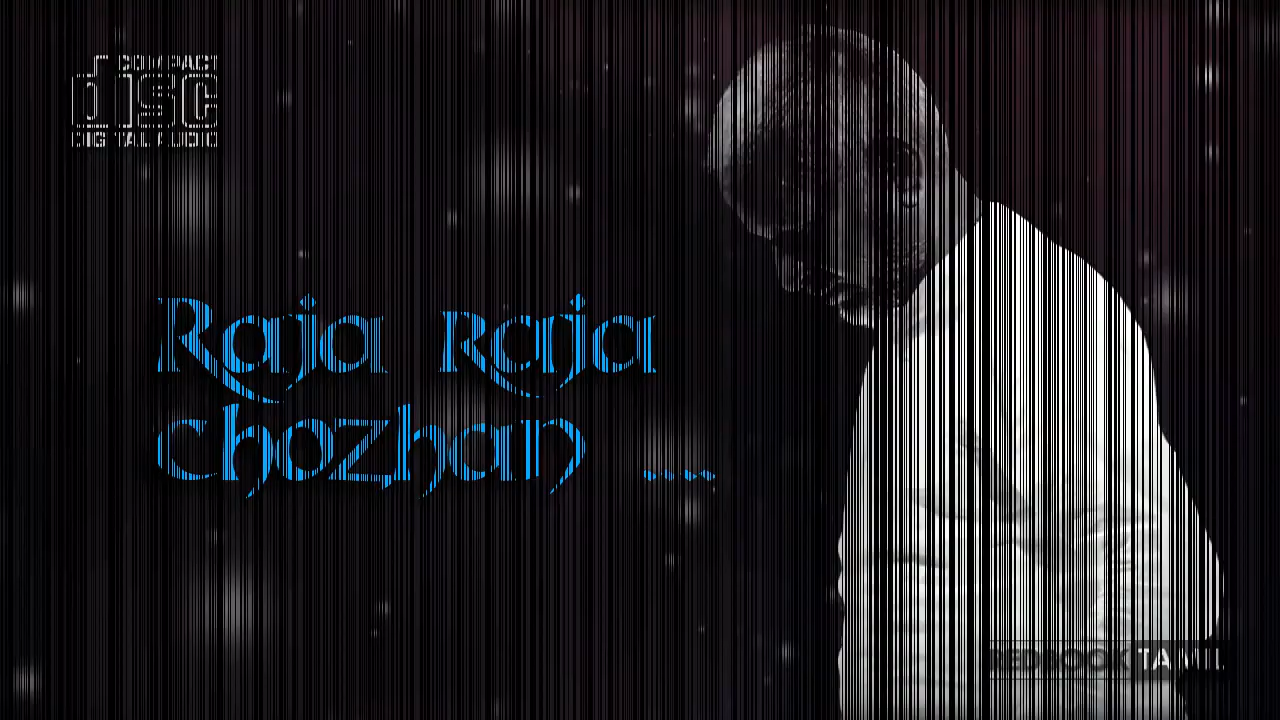 COMPACT
disc
DIGITAL AUDIO
Raja Raja
Chozhan ....
REDBOOK TAMIL